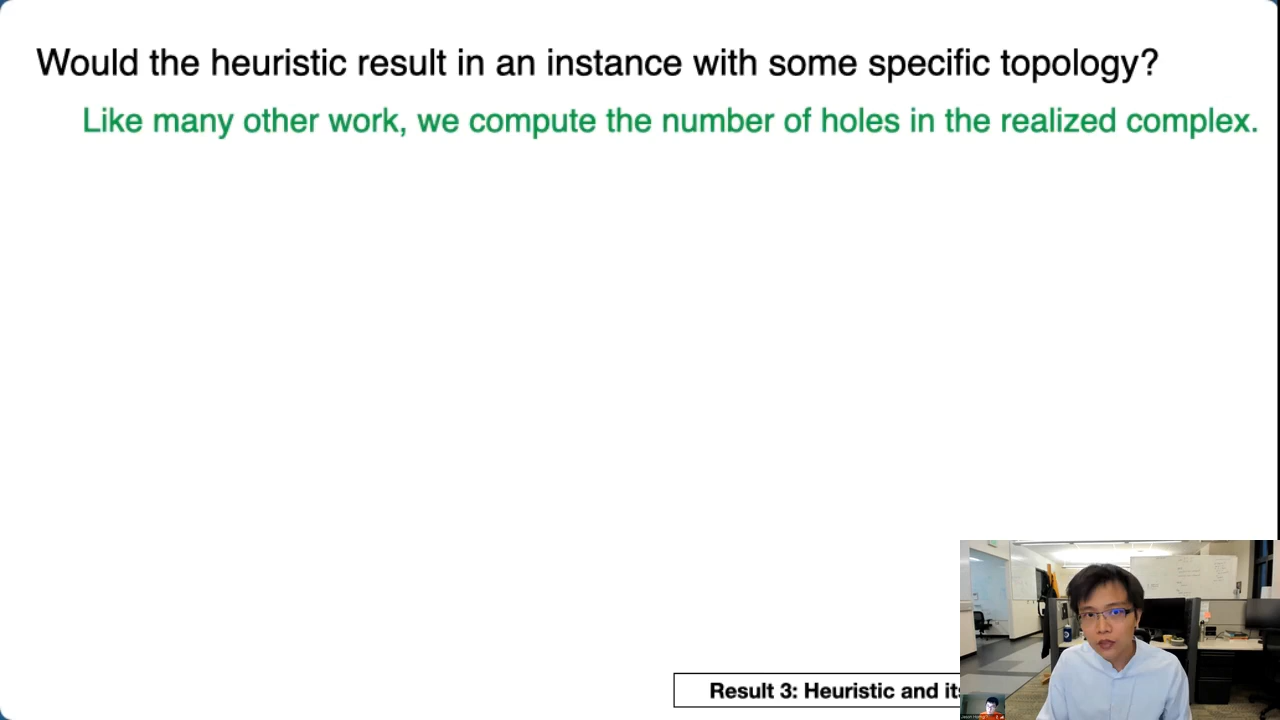 Would the heuristic result in an instance with some specific topology?
Like many other work, we compute the number of holes in the realized complex.
Result 3: Heuristic and its